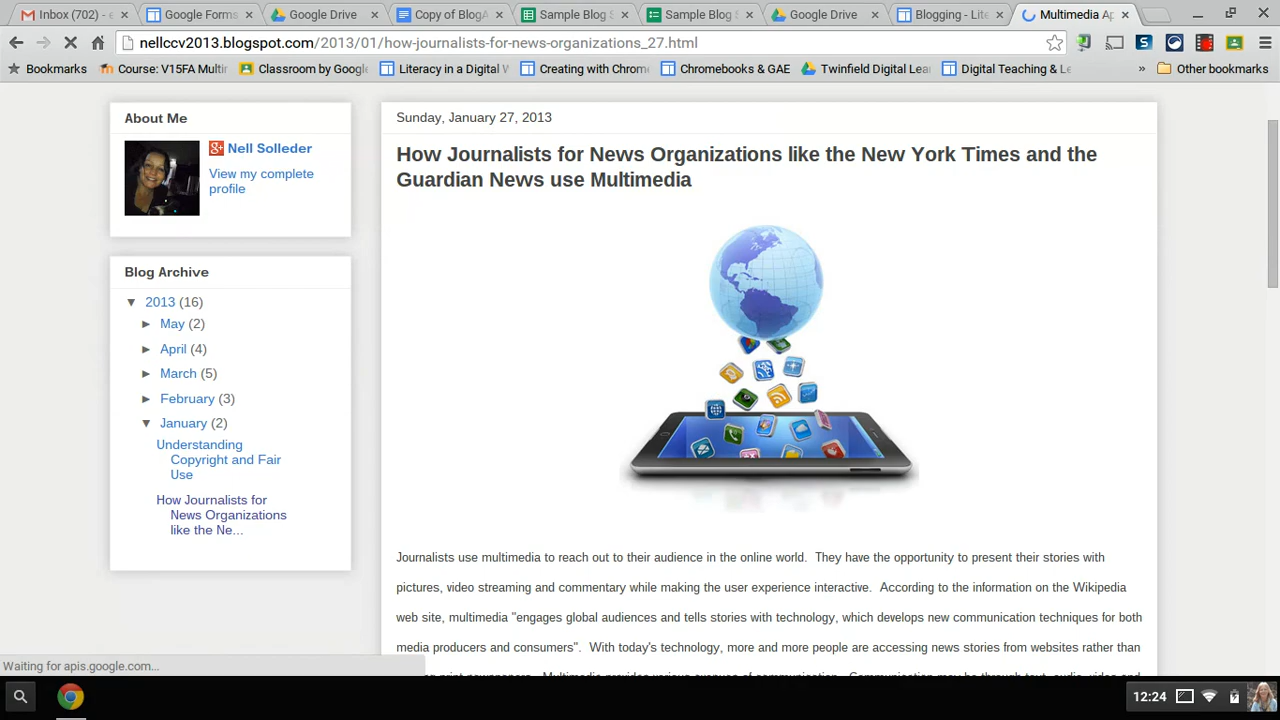 Inbox (702) - e
Google Forms
Google Drive
Copy of BlogA
Sample Blog S
Sample Blog S
Google Drive
Blogging - Lite
Multimedia Ap
nellccv2013.blogspot.com/2013/01/how-journalists-for-news-organizations_27.html
Bookmarks
Course: V15FA Multim
Classroom by Google
Literacy in a Digital W
Creating with Chrome
Chromebooks & GAE
Twinfield Digital Lea
Digital Teaching & Le
»
Other bookmarks
About Me
Nell Solleder
View my complete
profile
Blog Archive
▼ 2013 (16)
► May (2)
► April (4)
► March (5)
► February (3)
▼ January (2)
Understanding
Copyright and Fair
Use
How Journalists for
News Organizations
like the Ne...
Sunday, January 27, 2013
How Journalists for News Organizations like the New York Times and the
Guardian News use Multimedia
Journalists use multimedia to reach out to their audience in the online world. They have the opportunity to present their stories with
pictures, video streaming and commentary while making the user experience interactive. According to the information on the Wikipedia
web site, multimedia "engages global audiences and tells stories with technology, which develops new communication techniques for both
media producers and consumers". With today's technology, more and more people are accessing news stories from websites rather than
Waiting for apis.google.com...
12:24